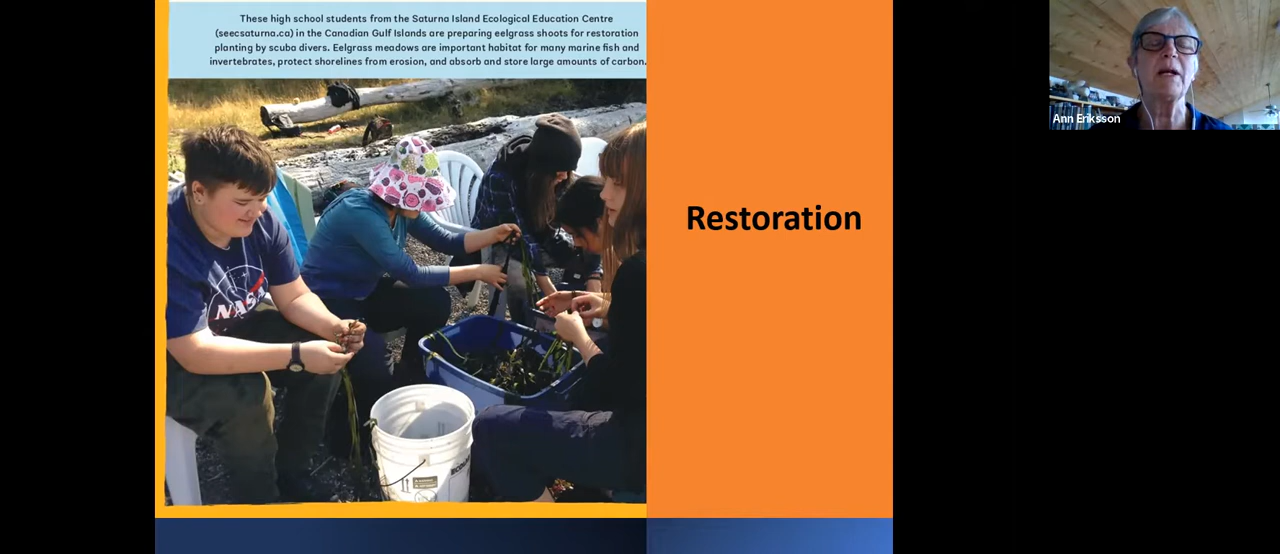 These high school students from the Saturna Island Ecological Education Centre
(seecsaturna.ca) in the Canadian Gulf Islands are preparing eelgrass shoots for restoration
planting by scuba divers. Eelgrass meadows are important habitat for many marine fish and
invertebrates, protect shorelines from erosion, and absorb and store large amounts of carbon.
Restoration
Ann Eriksson
NASA